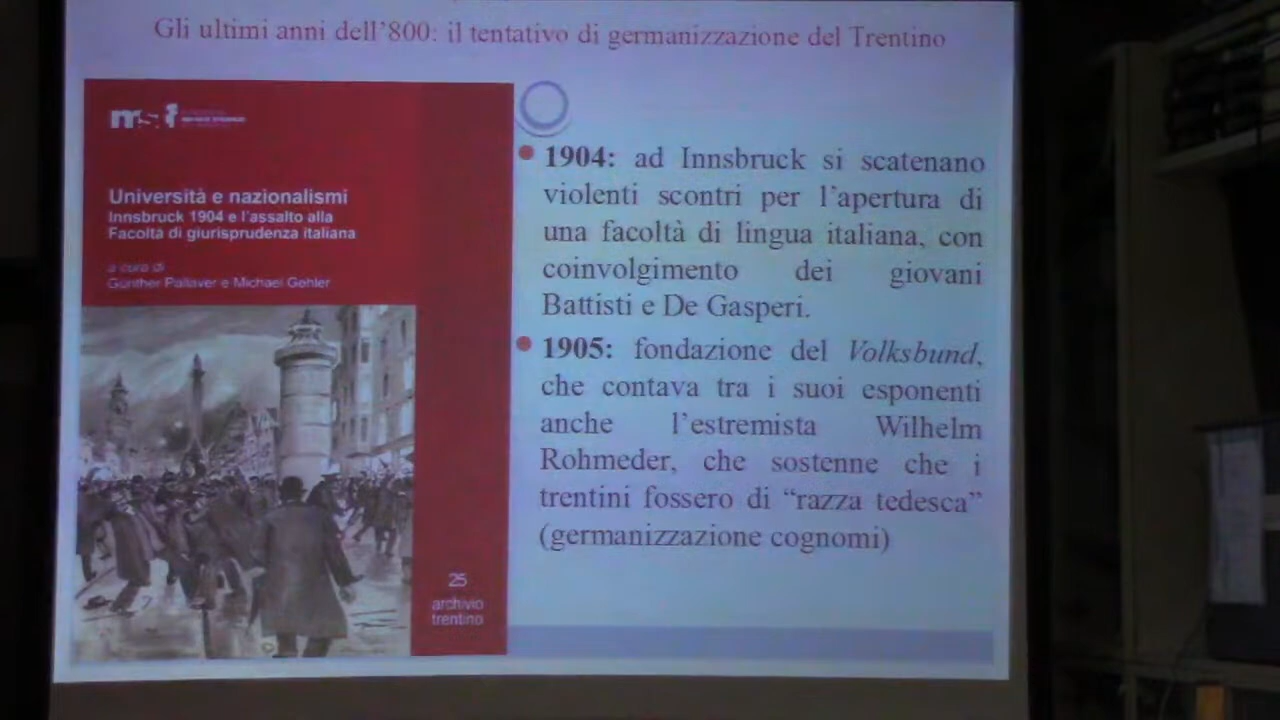 Gli ultimi anni dell'800: il tentativo di germanizzazione del Trentino
Università e nazionalismi
Innsbruck 1904 e l'assalto alla
Facoltà di giurisprudenza italiana
a cura di
Günther Pallaver e Michael Gehler
25
archivio
trentino
1904: ad Innsbruck si scatenano
violenti scontri per l'apertura di
una facoltà di lingua italiana, con
coinvolgimento dei giovani
Battisti e De Gasperi.
1905: fondazione del Volksbund,
che contava tra i suoi esponenti
anche l'estremista Wilhelm
Rohmeder, che sostenne che i
trentini fossero di “razza tedesca”
(germanizzazione cognomi)